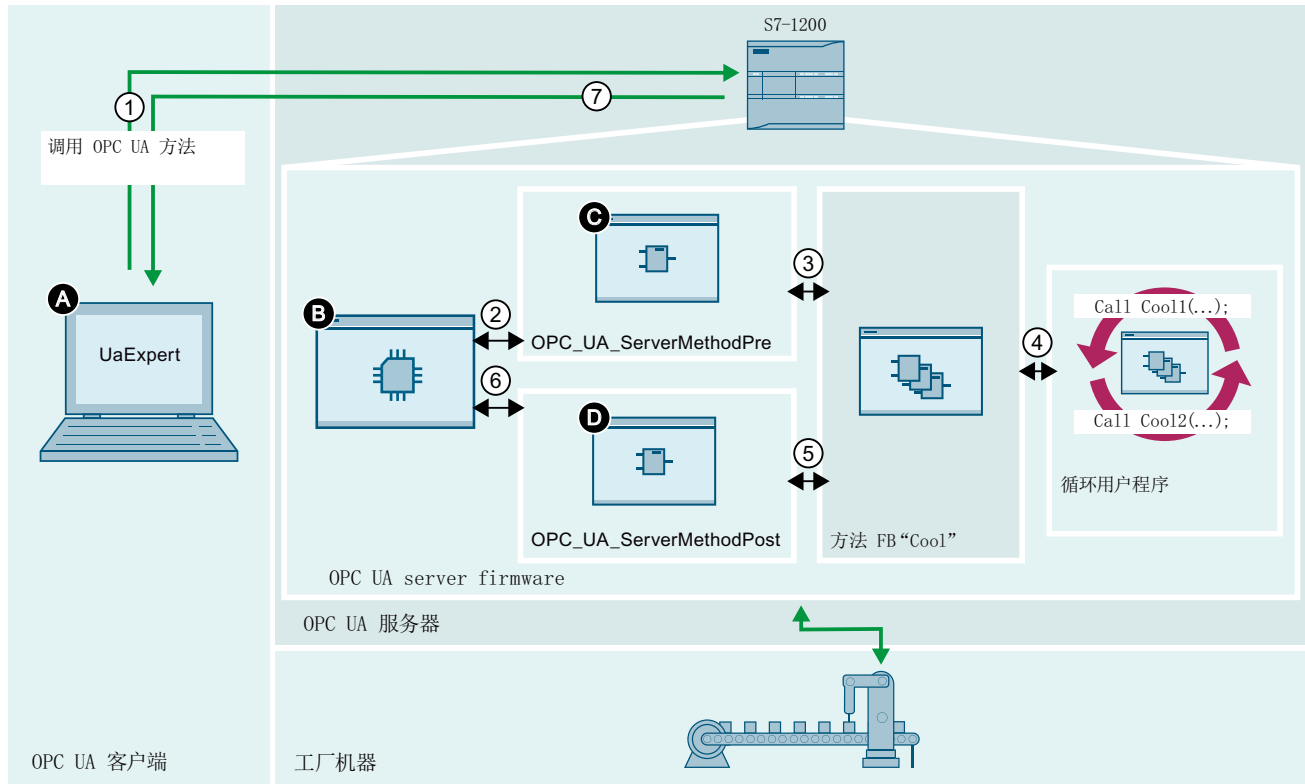 S7-1200
①
⑦
调用 OPC UA 方法
A
UaExpert
B
C
②
OPC_UA_ServerMethodPre
③
⑥
D
OPC_UA_ServerMethodPost
⑤
方法 FB“Cool”
④
Call Cool1(...);
Call Cool2(...);
循环用户程序
OPC UA server firmware
OPC UA 服务器
OPC UA 客户端
工厂机器